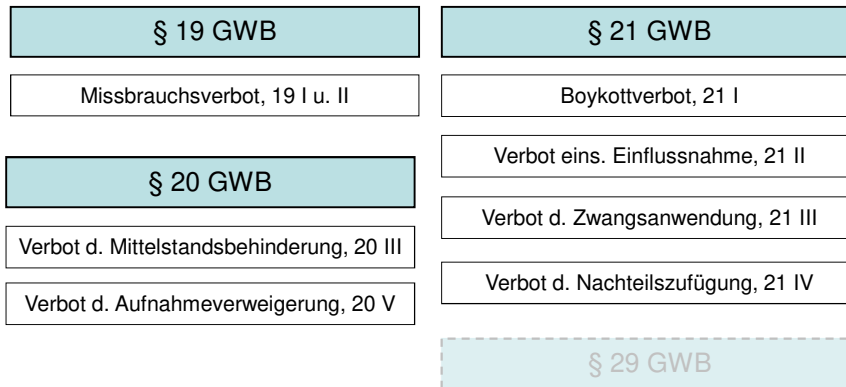 § 19 GWB
Missbrauchsverbot, 19 I u. II
§ 20 GWB
Verbot d. Mittelstandsbehinderung, 20 III
Verbot d. Aufnahmeverweigerung, 20 V
§ 21 GWB
Boykottverbot, 21 I
Verbot eins. Einflussnahme, 21 II
Verbot d. Zwangsanwendung, 21 III
Verbot d. Nachteilszufügung, 21 IV
§ 29 GWB